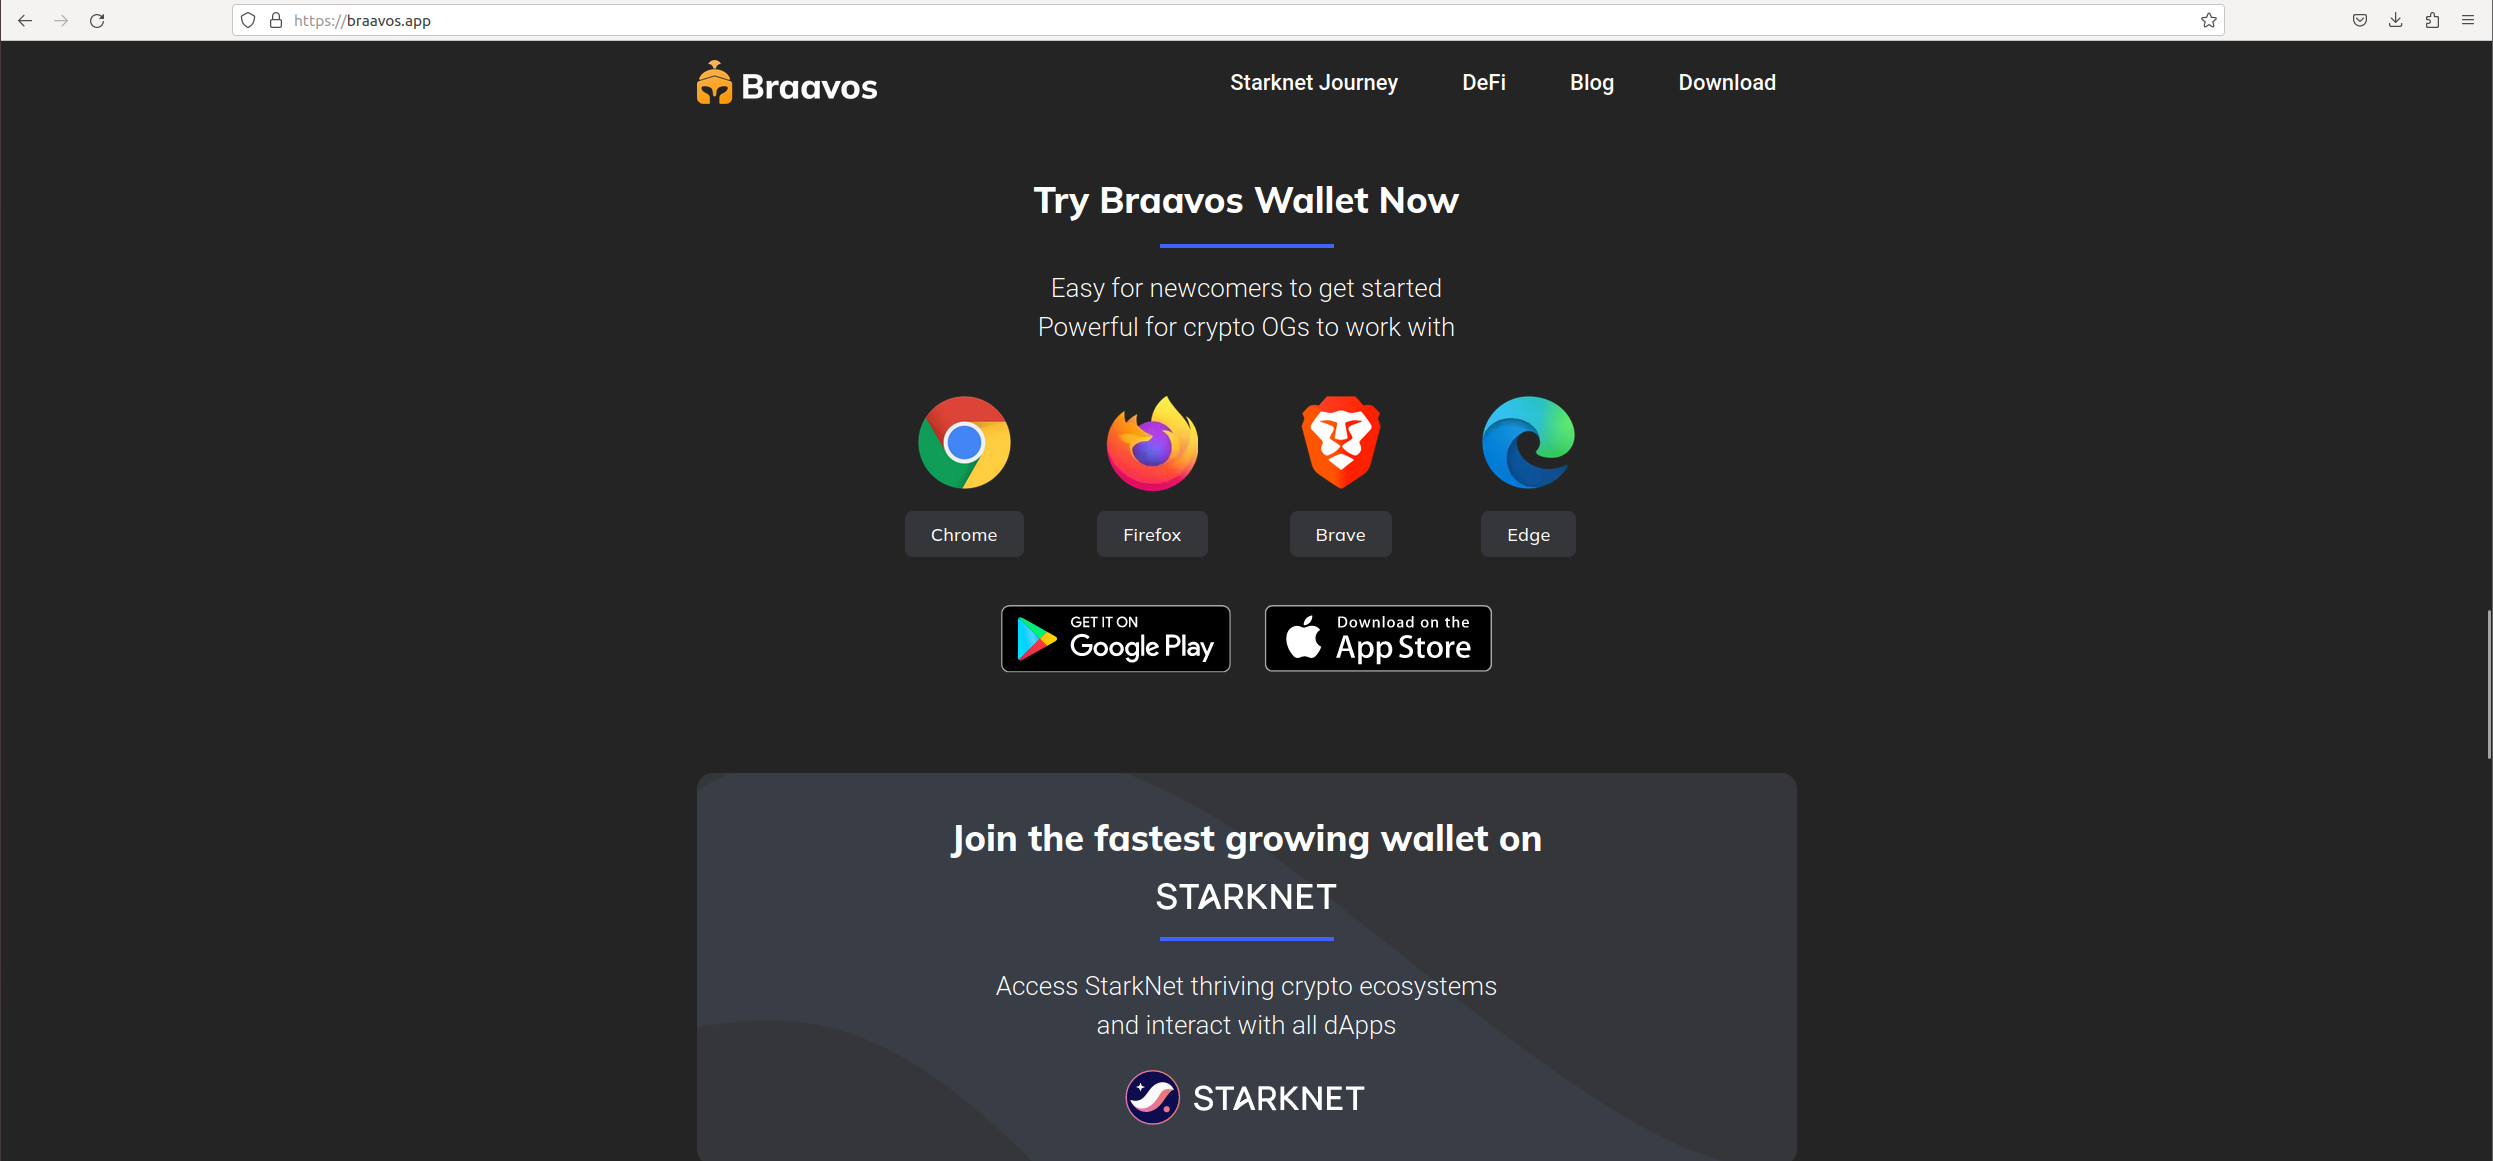 https://braavos.app
Braavos
Starknet Journey DeFi Blog Download
Try Braavos Wallet Now
Easy for newcomers to get started
Powerful for crypto OGs to work with
Chrome Firefox Brave Edge
GET IT ON
Google Play
Download on the
App Store
Join the fastest growing wallet on
STARKNET
Access StarkNet thriving crypto ecosystems
and interact with all dApps
STARKNET